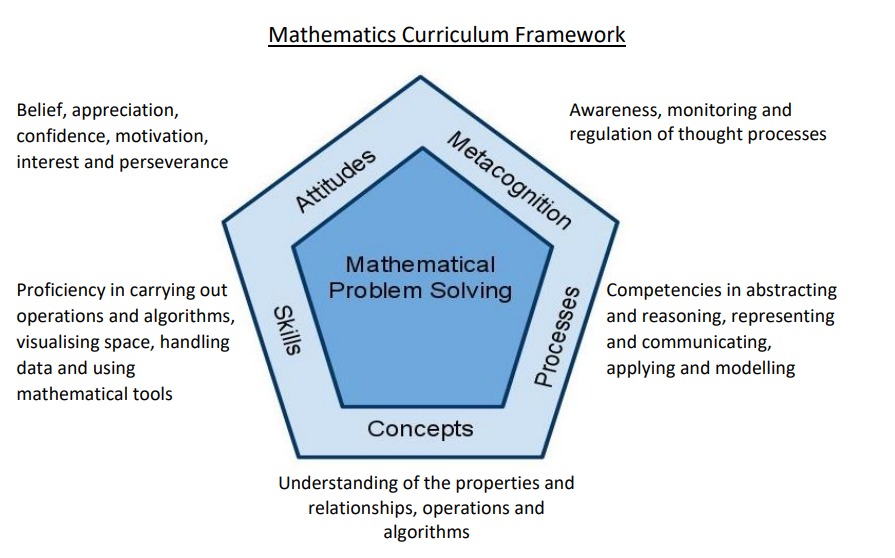 Mathematics Curriculum Framework
Belief, appreciation,
confidence, motivation,
interest and perseverance
Awareness, monitoring and
regulation of thought processes
Attitudes
Metacognition
Mathematical
Problem Solving
Skills
Processes
Concepts
Proficiency in carrying out
operations and algorithms,
visualising space, handling
data and using
mathematical tools
Competencies in abstracting
and reasoning, representing
and communicating,
applying and modelling
Understanding of the properties and
relationships, operations and
algorithms